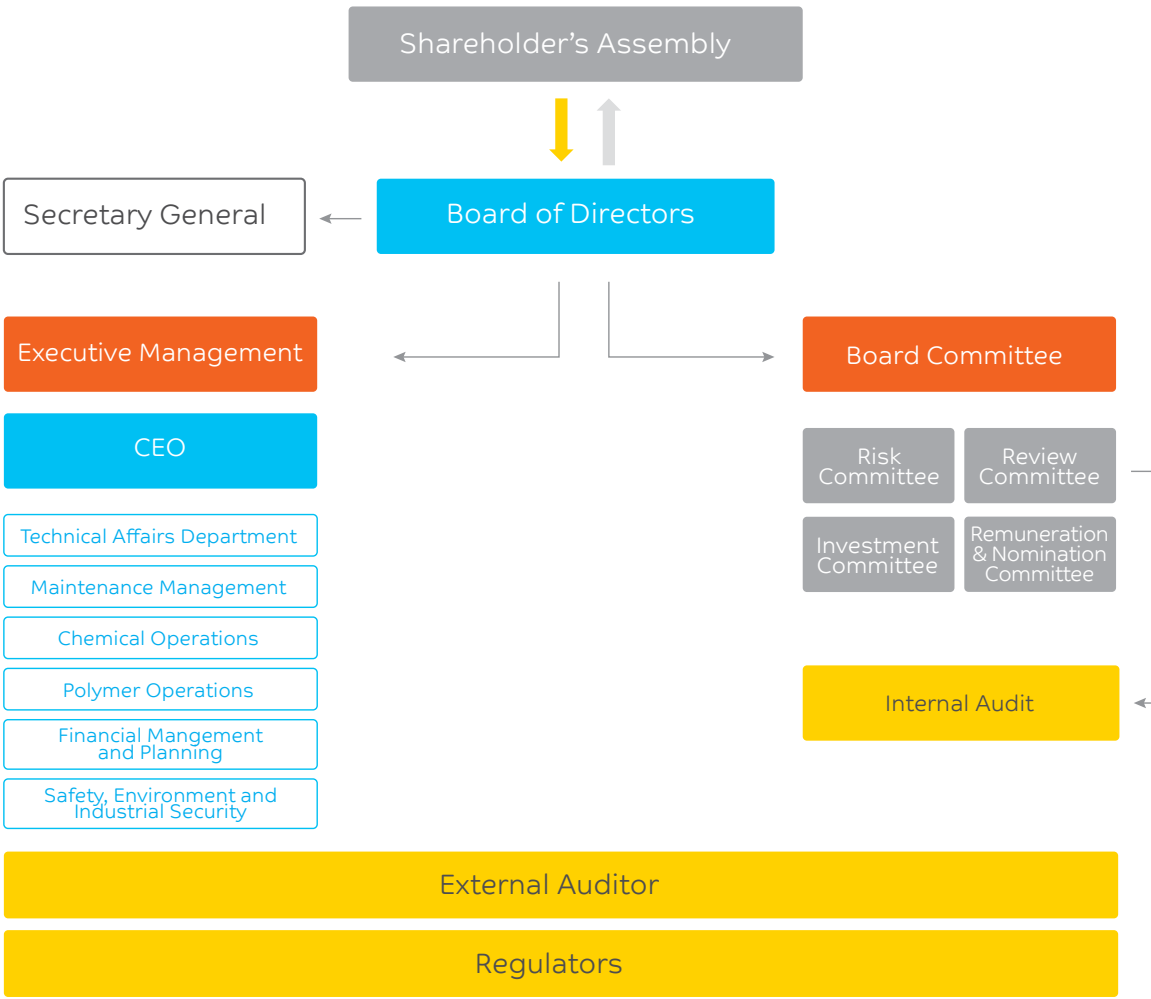 Shareholder's Assembly
Secretary General
Board of Directors
Executive Management
Board Committee
CEO
Risk
Committee
Review
Committee
Technical Affairs Department
Investment
Committee
Remuneration
& Nomination
Committee
Maintenance Management
Chemical Operations
Polymer Operations
Internal Audit
Financial Mangement
and Planning
Safety, Environment and
Industrial Security
External Auditor
Regulators